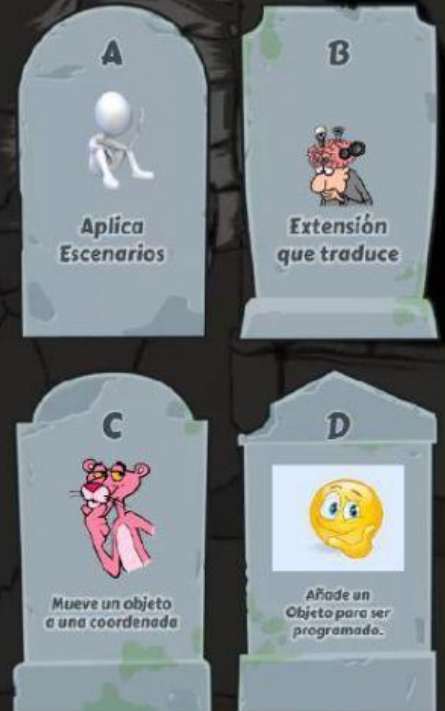 A
Aplica
Escenarios
B
Extensión
que traduce
C
Mueve un objeto
a una coordenada
D
Añade un
Objeto para ser
programado.